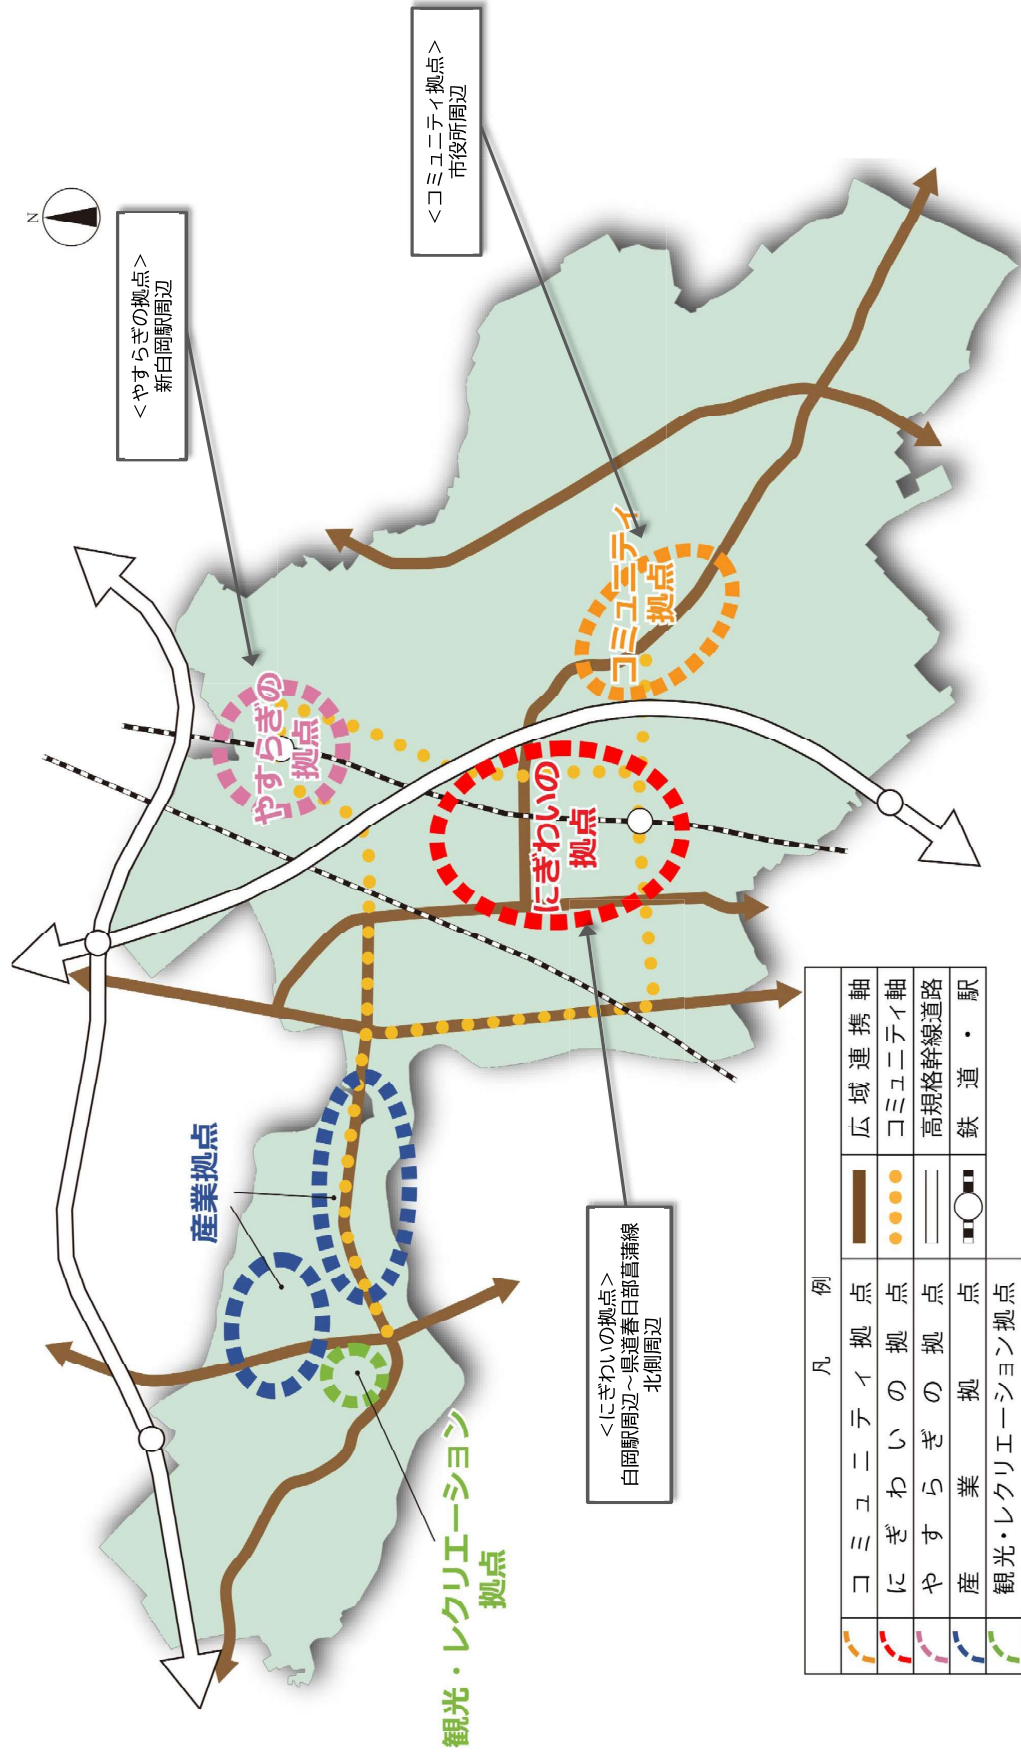 N
<やすらぎの拠点>
新白岡駅周辺
<コミュニティ拠点>
市役所周辺
やすらぎの
拠点
コミュニティ
拠点
にぎわいの
拠点
産業拠点
観光・レクリエーション
拠点
<にぎわいの拠点>
白岡駅周辺～県道春日部菖蒲線
北側周辺
凡例
コミュニティ拠点
広域連携軸
にぎわいの拠点
コミュニティ軸
やすらぎの拠点
高規格幹線道路
産業拠点
鉄道・駅
観光・レクリエーション拠点